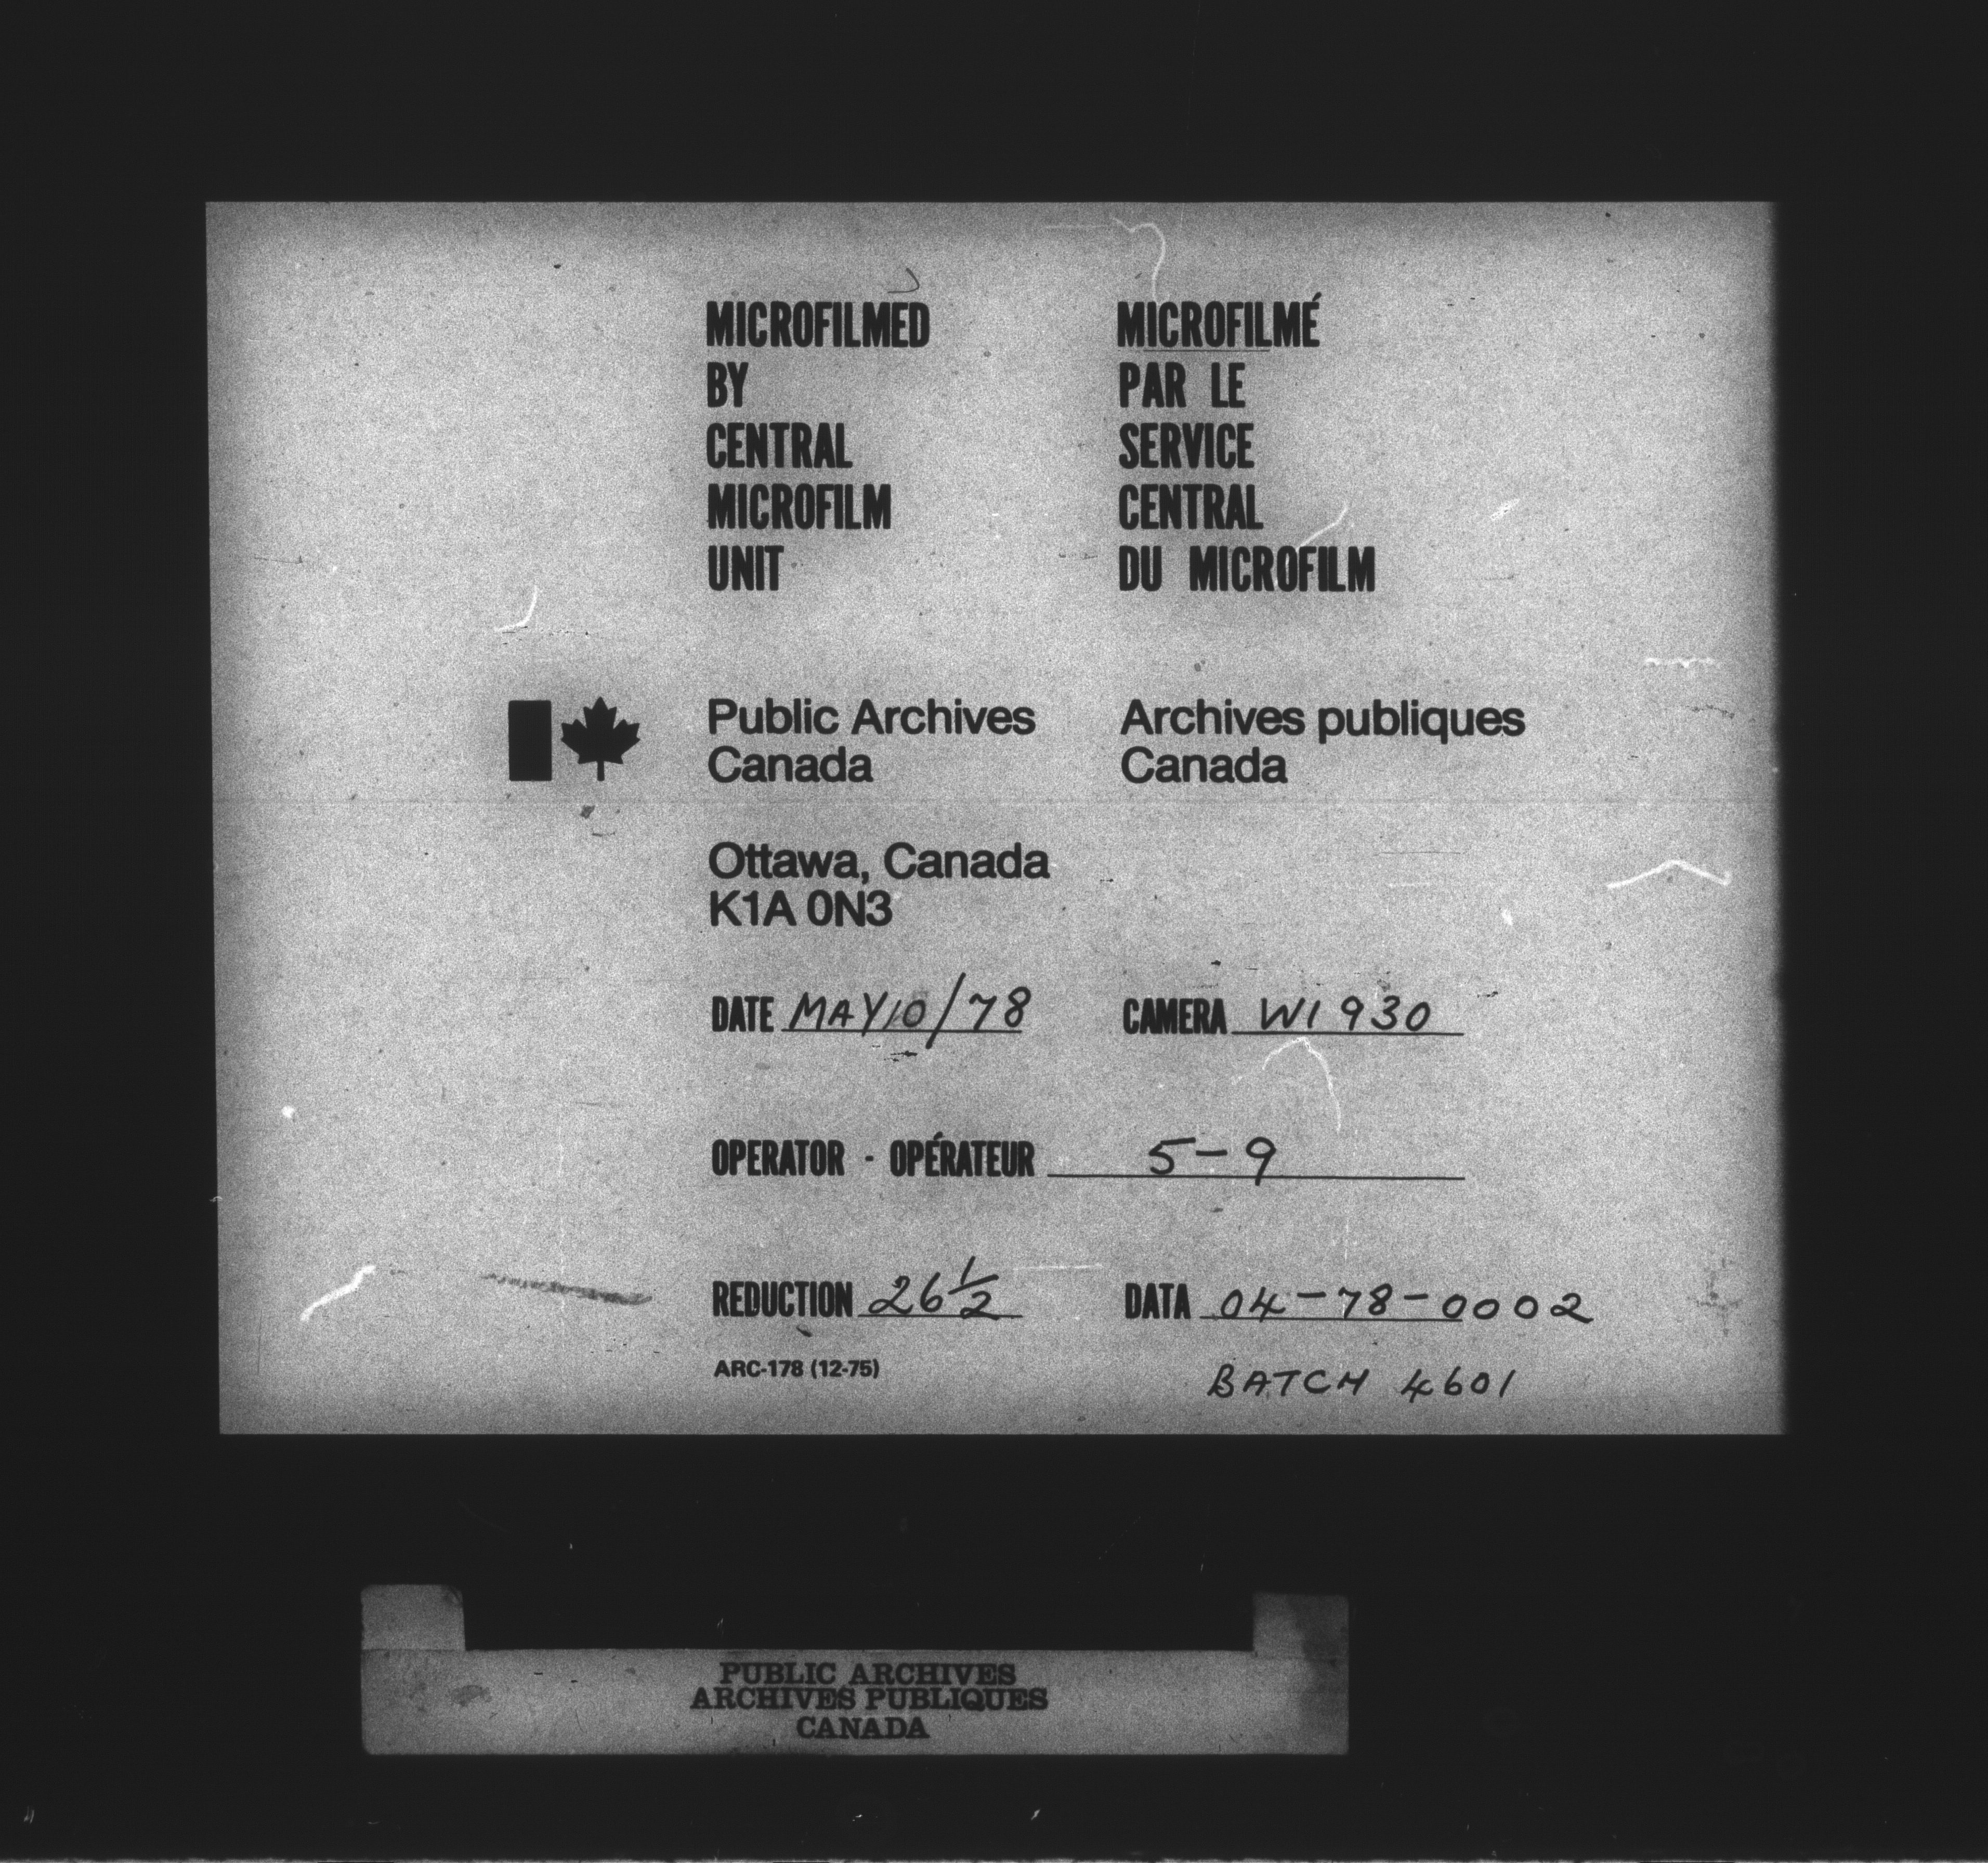 MICROFILMED
BY
CENTRAL
MICROFILM
UNIT
MICROFILMÉ
PAR LE
SERVICE
CENTRAL
DU MICROFILM
Public Archives
Canada
Archives publiques
Canada
Ottawa, Canada
K1A 0N3
DATE MAY 10/78
CAMERA W1930
OPERATOR - OPÉRATEUR 5-9
REDUCTION 26 1/2
DATA 04-78-0002
ARC-178 (12-75)
BATCH 4601
PUBLIC ARCHIVES
ARCHIVES PUBLIQUES
CANADA